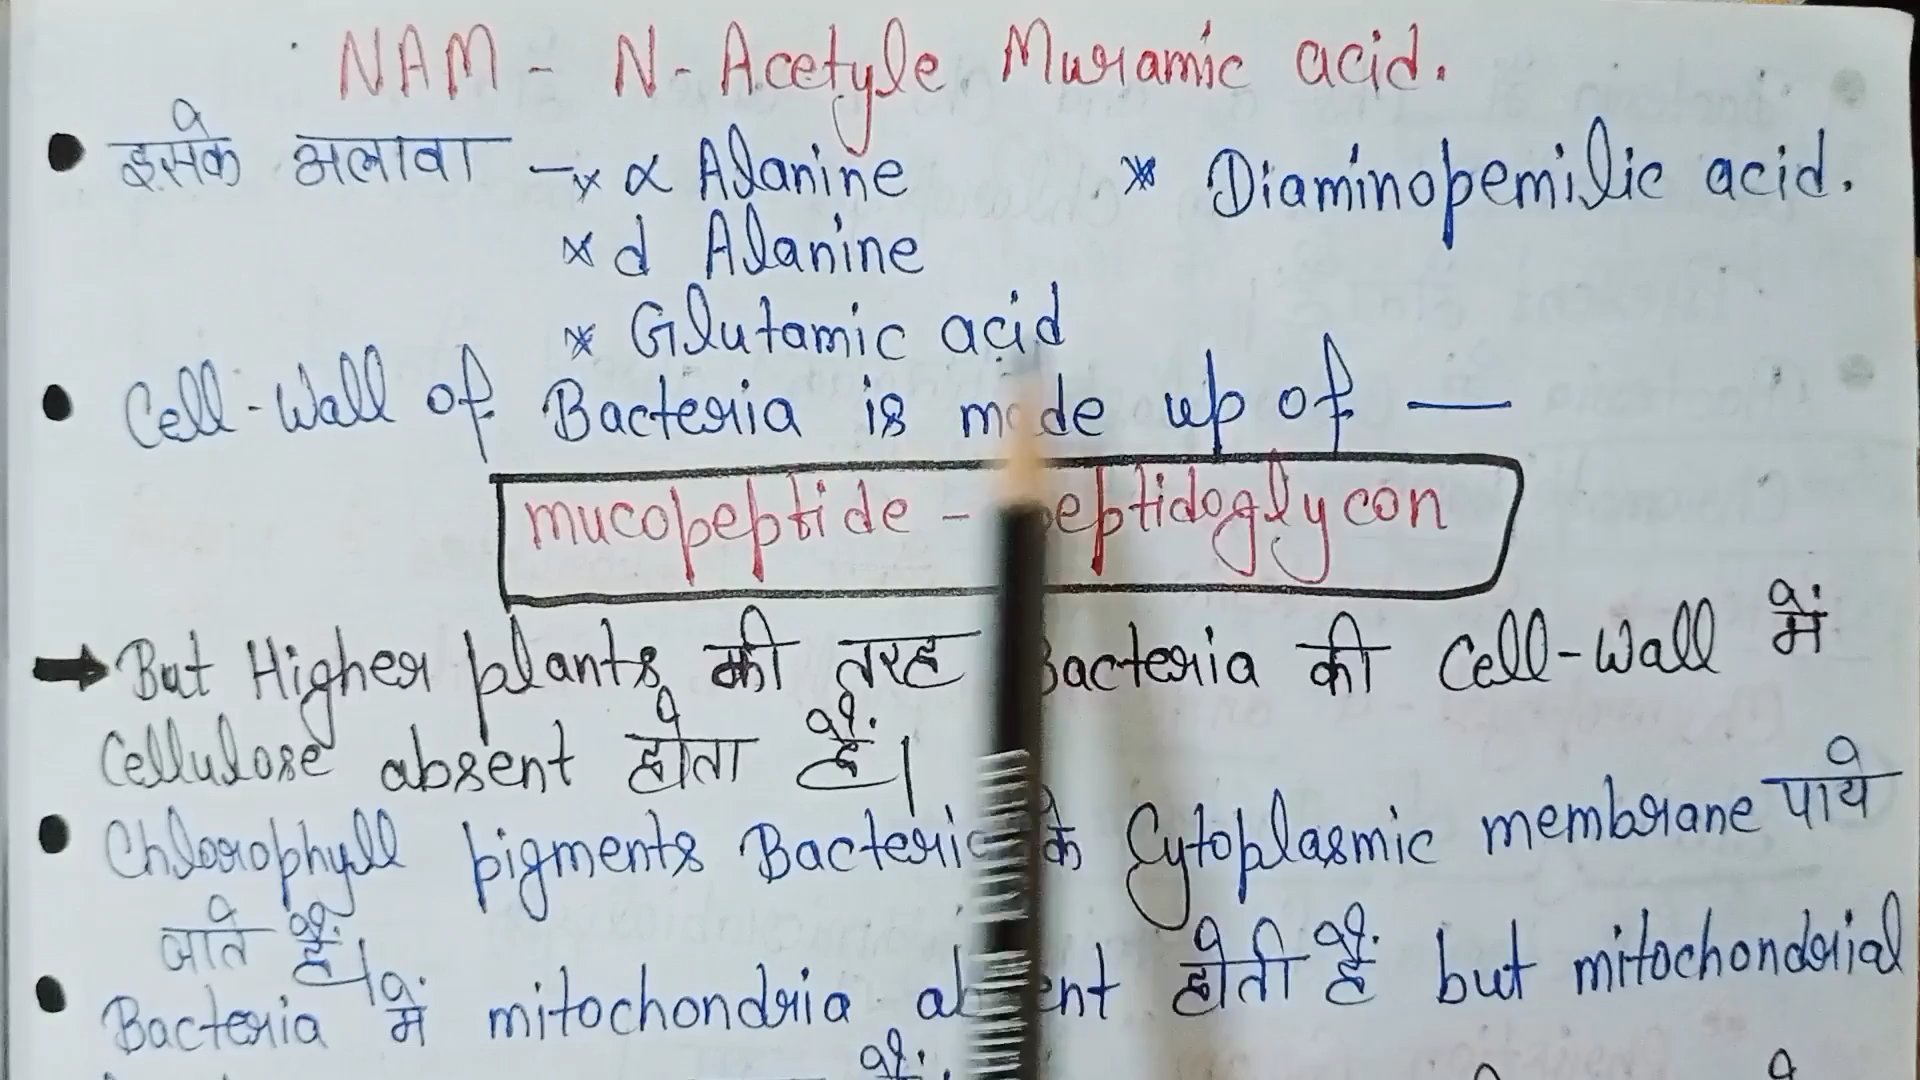 NAM - N-Acetyle Muramic acid.
• इसके अलावा - * α Alanine * Diaminopemilic acid.
* d Alanine
* Glutamic acid
• Cell-Wall of Bacteria is made up of —
mucopeptide - peptidoglycon
→ But Higher plants की तरह Bacteria की Cell-Wall में
Cellulose absent होता हैं।
• Chlorophyll pigments Bacteria के Cytoplasmic membrane पाये
जाते हैं।
• Bacteria में mitochondria absent होती हैं but mitochondrial